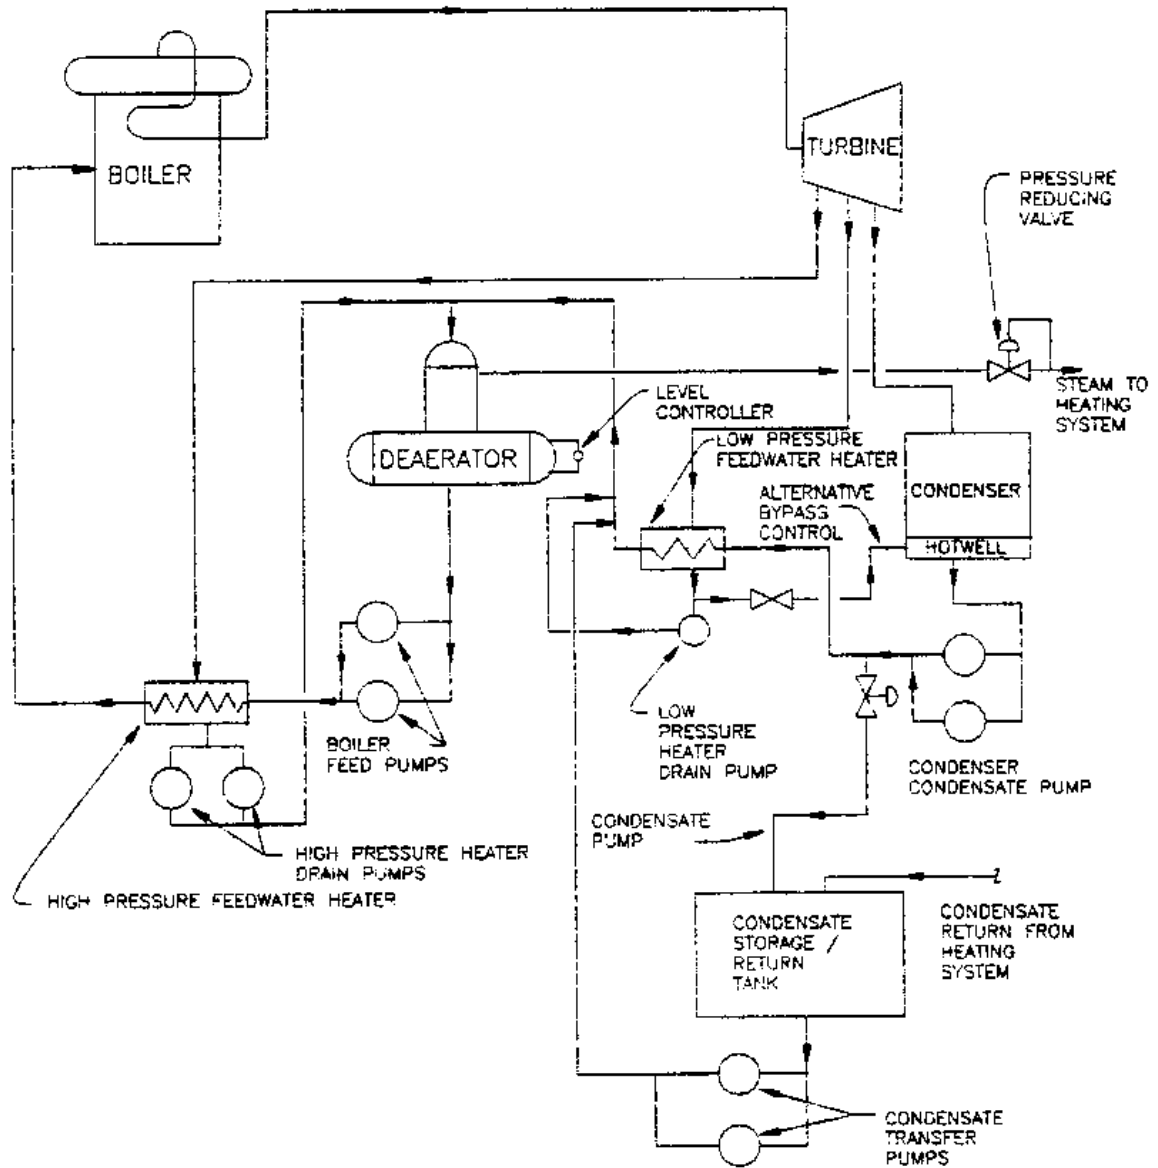 BOILER
TURBINE
PRESSURE
REDUCING
VALVE
STEAM TO
HEATING
SYSTEM
LEVEL
CONTROLLER
LOW PRESSURE
FEEDWATER HEATER
DEAERATOR
ALTERNATIVE
BYPASS
CONTROL
CONDENSER
HOTWELL
BOILER
FEED PUMPS
LOW
PRESSURE
HEATER
DRAIN PUMP
CONDENSER
CONDENSATE PUMP
CONDENSATE
PUMP
HIGH PRESSURE HEATER
DRAIN PUMPS
HIGH PRESSURE FEEDWATER HEATER
CONDENSATE
STORAGE /
RETURN
TANK
CONDENSATE
RETURN FROM
HEATING
SYSTEM
CONDENSATE
TRANSFER
PUMPS